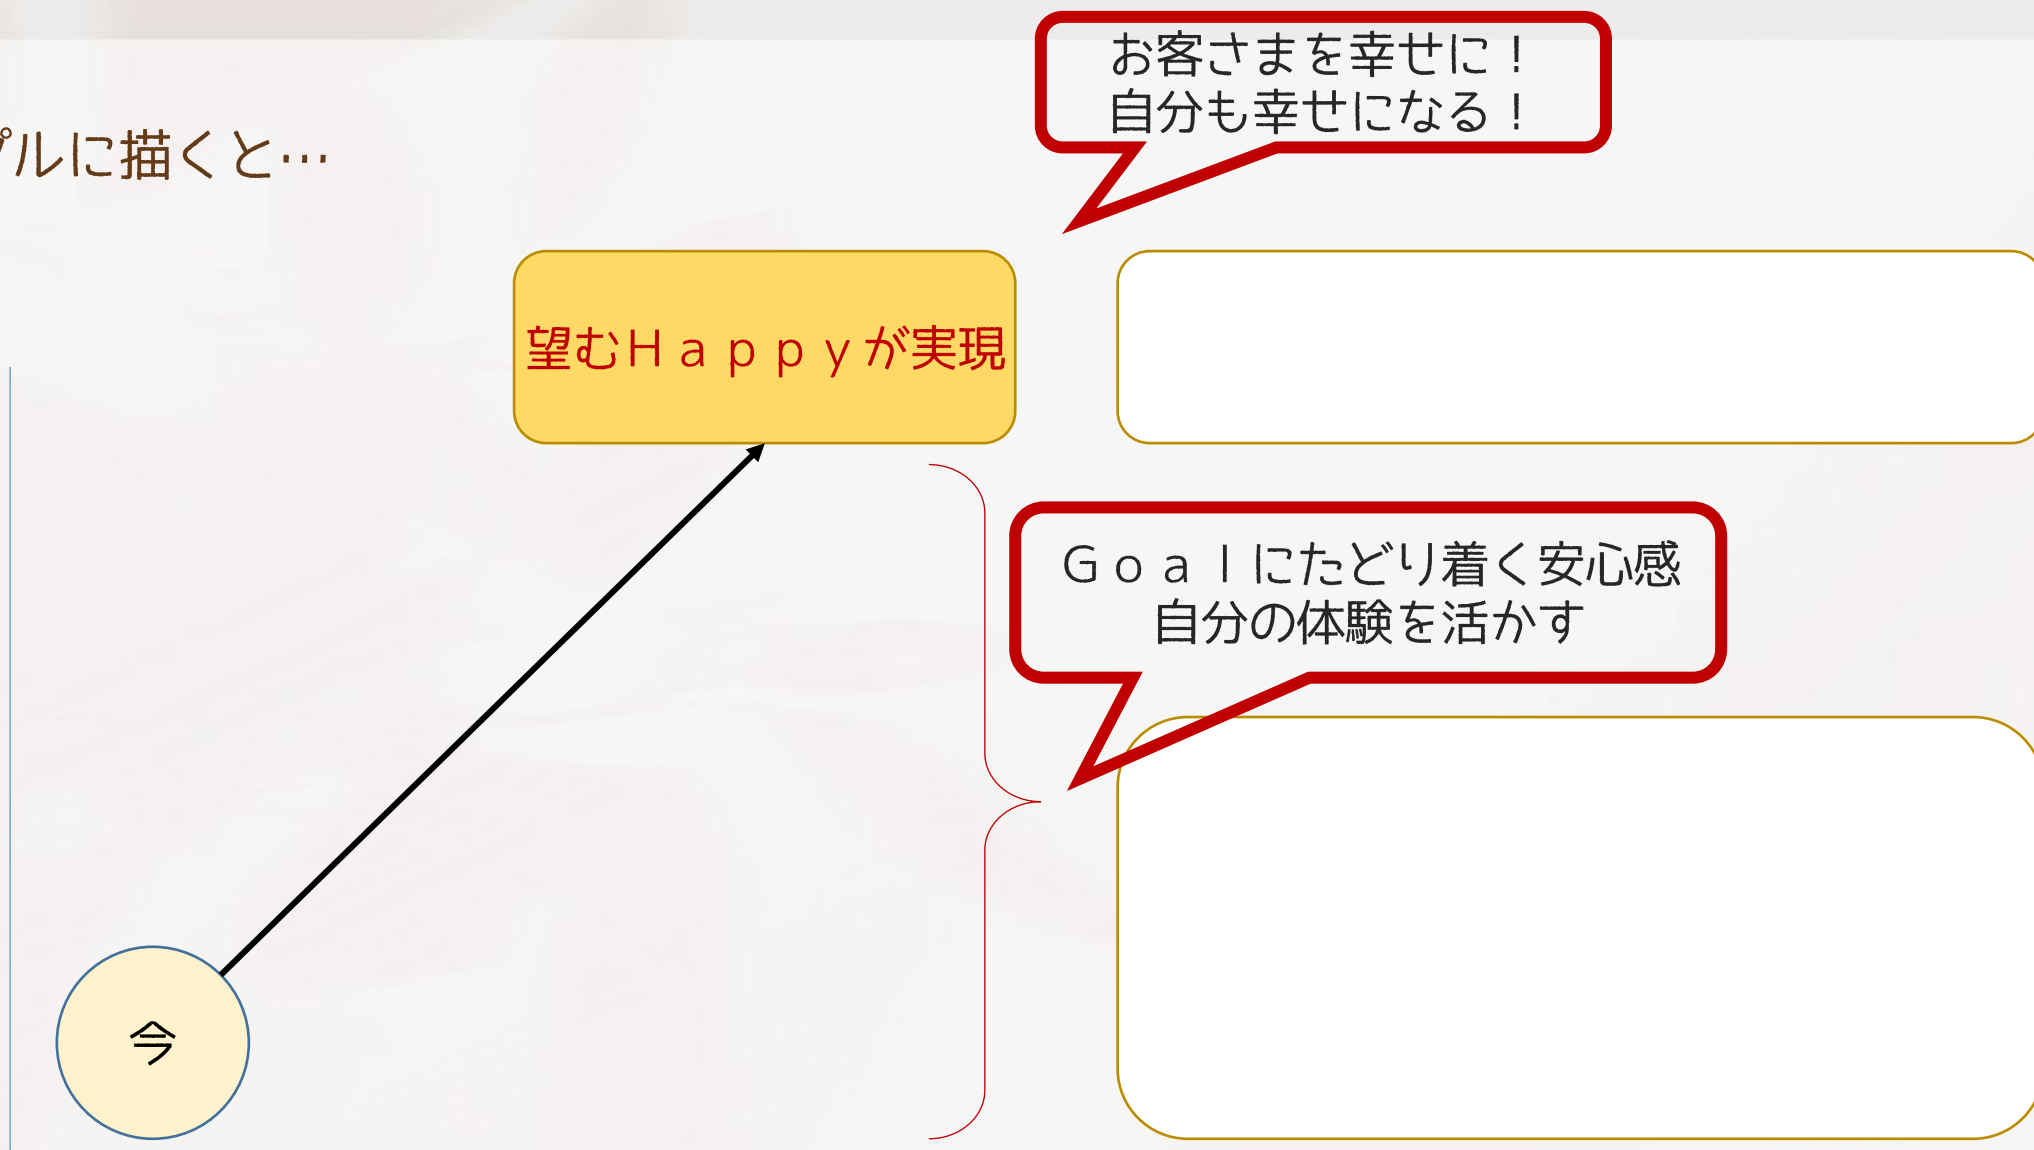 お客さまを幸せに！
自分も幸せになる！
プルに描くと…
望むＨａｐｐｙが実現
Ｇｏａｌにたどり着く安心感
自分の体験を活かす
今